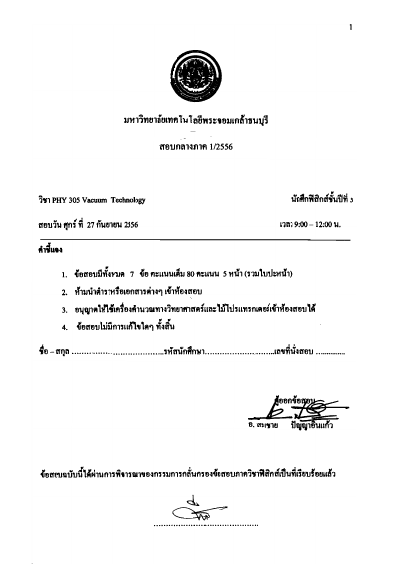 1
มหาวิทยาลัยเทคโนโลยีพระจอมเกล้าธนบุรี
สอบกลางภาค 1/2556
วิชา PHY 305 Vacuum Technology นักศึกฟิสิกส์ชั้นปีที่ 3
สอบวัน ศุกร์ ที่ 27 กันยายน 2556 เวลา 9:00 – 12:00 น.
คำชี้แจง
1. ข้อสอบมีทั้งหมด 7 ข้อ คะแนนเต็ม 80 คะแนน 5 หน้า (รวมใบปะหน้า)
2. ห้ามนำตำราหรือเอกสารต่างๆ เข้าห้องสอบ
3. อนุญาตให้ใช้เครื่องคำนวณทางวิทยาศาสตร์และไม้โปรแทรกเตอร์เข้าห้องสอบได้
4. ข้อสอบไม่มีการแก้ไขใดๆ ทั้งสิ้น
ชื่อ – สกุล ........................................รหัสนักศึกษา..............................เลขที่นั่งสอบ .............
ผู้ออกข้อสอบ
อ. สมชาย ปัญญาอิ่นแก้ว
ข้อสอบฉบับนี้ได้ผ่านการพิจารณาของกรรมการกลั่นกรองข้อสอบภาควิชาฟิสิกส์เป็นที่เรียบร้อยแล้ว